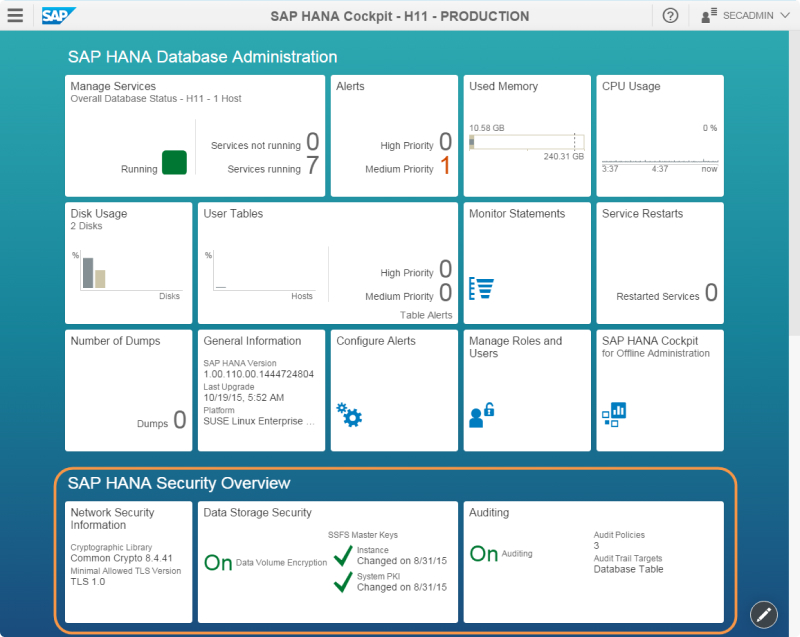 SAP
SAP HANA Cockpit - H11 - PRODUCTION
?
SECADMIN
SAP HANA Database Administration
Manage Services
Overall Database Status - H11 - 1 Host
Running
Services not running 0
Services running 7
Alerts
High Priority 0
Medium Priority 1
Used Memory
10.58 GB
240.31 GB
CPU Usage
0 %
3:37 4:37 now
Disk Usage
2 Disks
%
Disks
User Tables
%
Hosts
High Priority 0
Medium Priority 0
Table Alerts
Monitor Statements
Service Restarts
Restarted Services 0
Number of Dumps
Dumps 0
General Information
SAP HANA Version
1.00.110.00.1444724804
Last Upgrade
10/19/15, 5:52 AM
Platform
SUSE Linux Enterprise ...
Configure Alerts
Manage Roles and
Users
SAP HANA Cockpit
for Offline Administration
SAP HANA Security Overview
Network Security
Information
Cryptographic Library
Common Crypto 8.4.41
Minimal Allowed TLS Version
TLS 1.0
Data Storage Security
On Data Volume Encryption
SSFS Master Keys
Instance
Changed on 8/31/15
System PKI
Changed on 8/31/15
Auditing
On Auditing
Audit Policies
3
Audit Trail Targets
Database Table